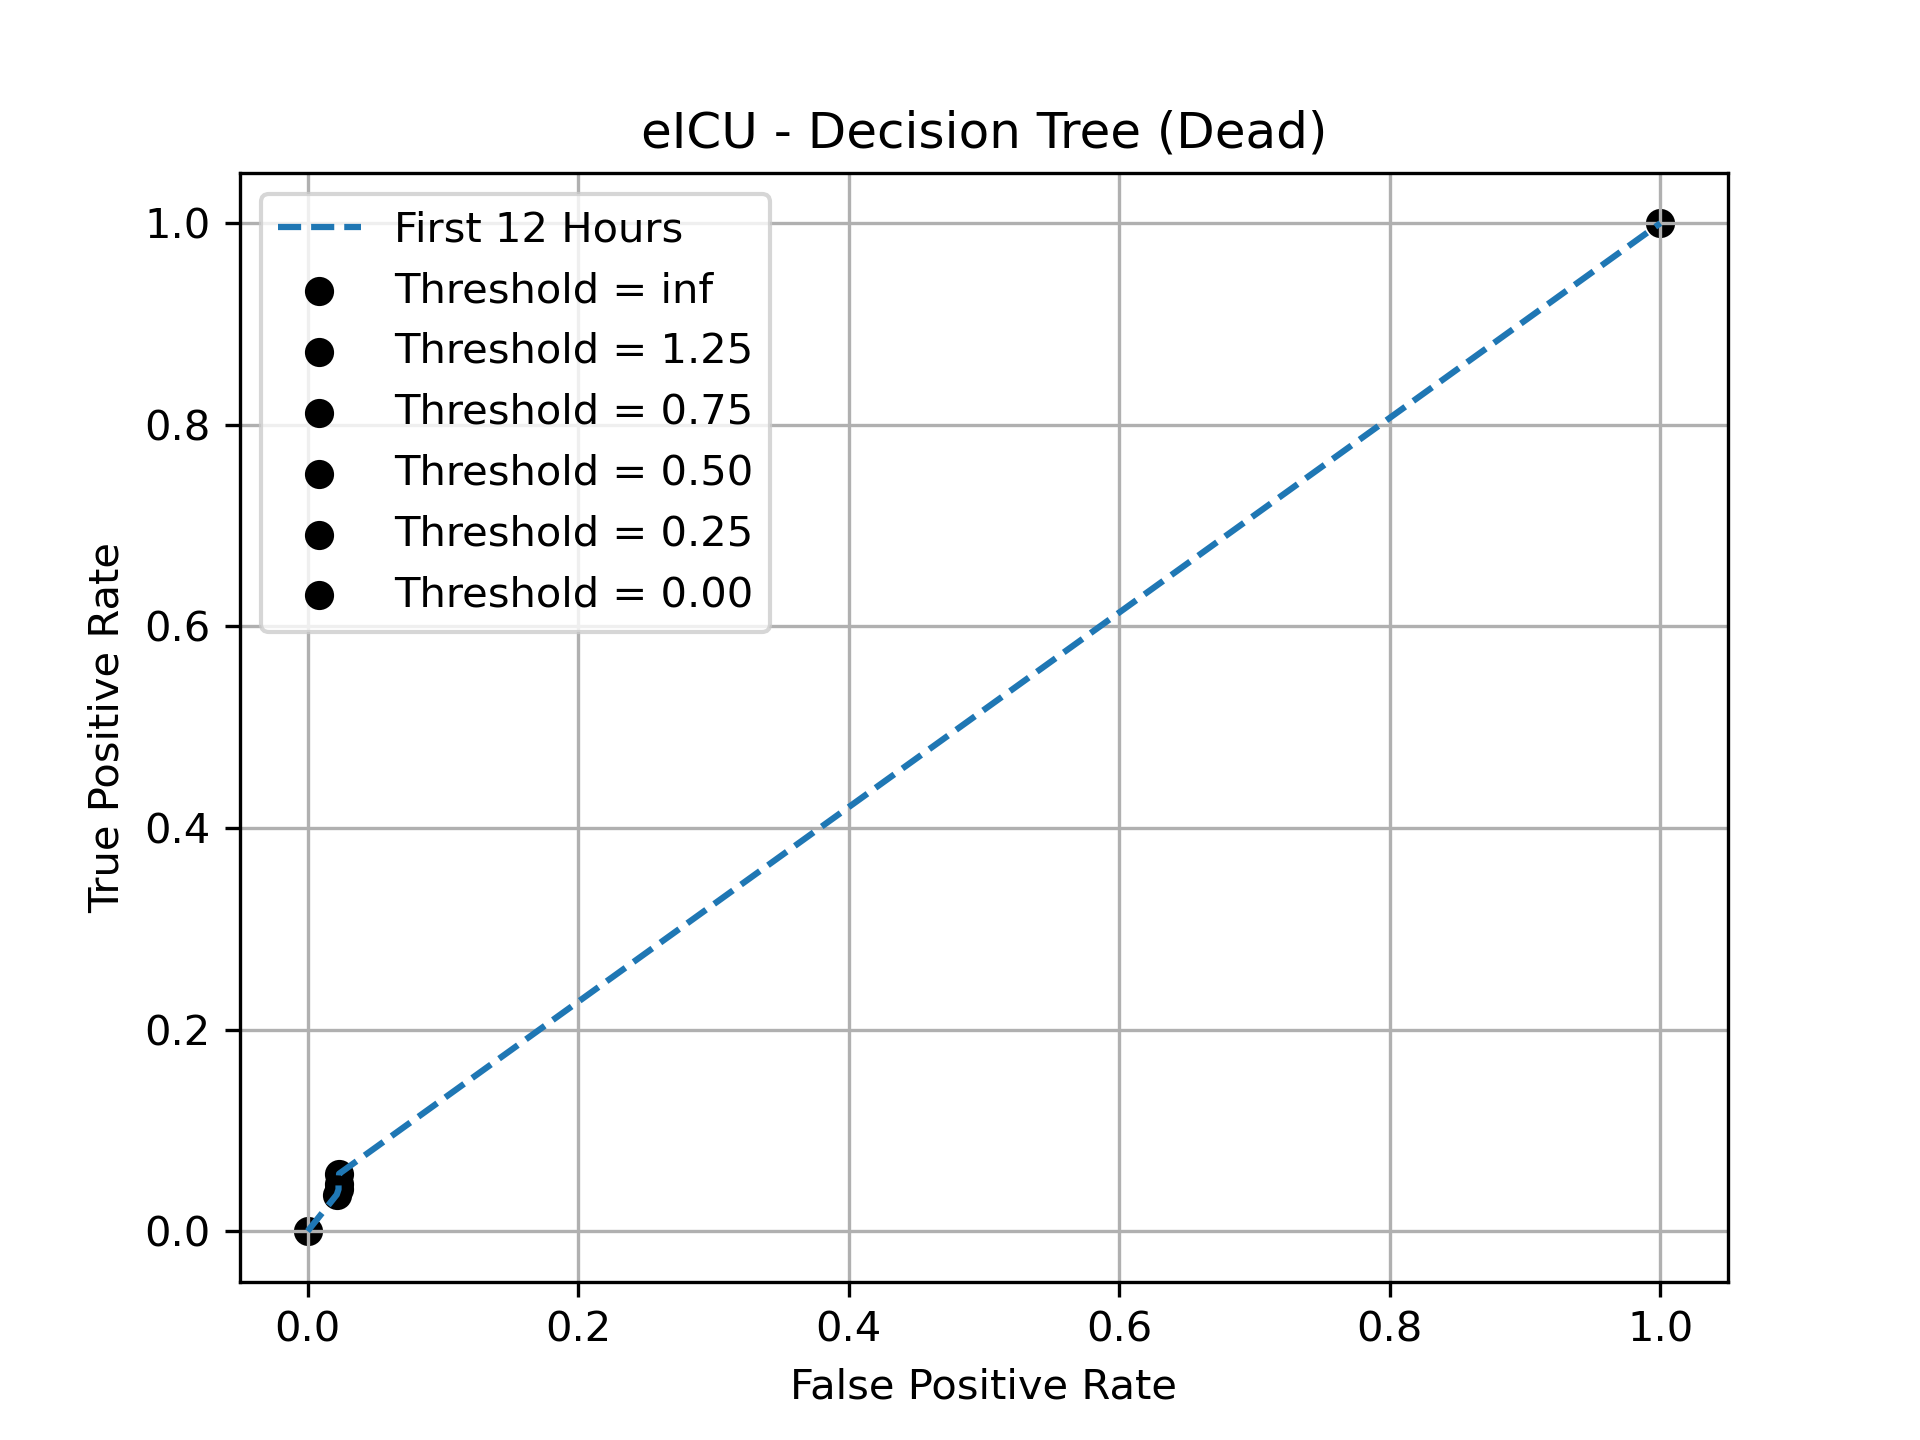 eICU - Decision Tree (Dead)
First 12 Hours
Threshold = inf
Threshold = 1.25
Threshold = 0.75
Threshold = 0.50
Threshold = 0.25
Threshold = 0.00
True Positive Rate
1.0
0.8
0.6
0.4
0.2
0.0
0.0 0.2 0.4 0.6 0.8 1.0
False Positive Rate